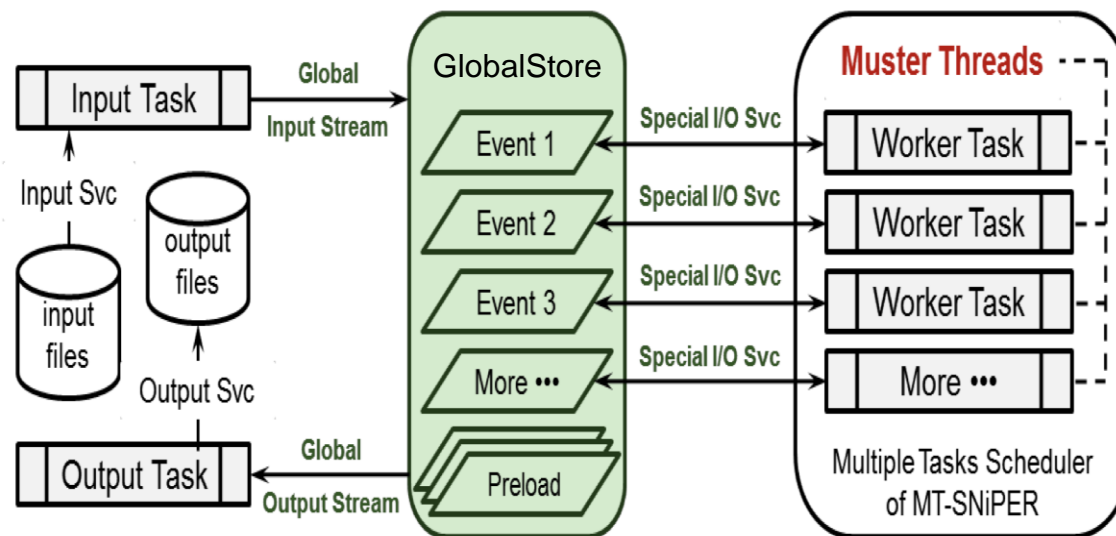 Input Task
Global
Input Stream
Input Svc
output
files
input
files
Output Svc
Output Task
Global
Output Stream
GlobalStore
Event 1
Event 2
Event 3
More •••
Preload
Special I/O Svc
Special I/O Svc
Special I/O Svc
Special I/O Svc
Muster Threads
Worker Task
Worker Task
Worker Task
More •••
Multiple Tasks Scheduler
of MT-SNiPER